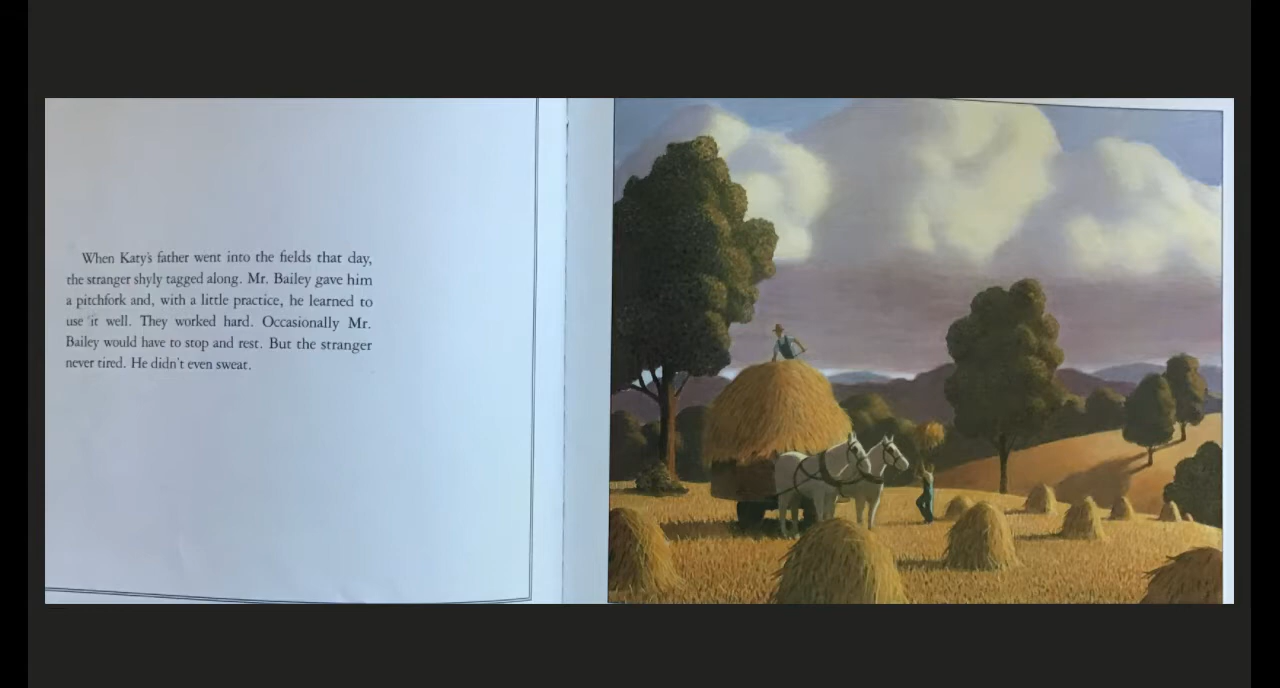 When Katy's father went into the fields that day,
the stranger shyly tagged along. Mr. Bailey gave him
a pitchfork and, with a little practice, he learned to
use it well. They worked hard. Occasionally Mr.
Bailey would have to stop and rest. But the stranger
never tired. He didn't even sweat.